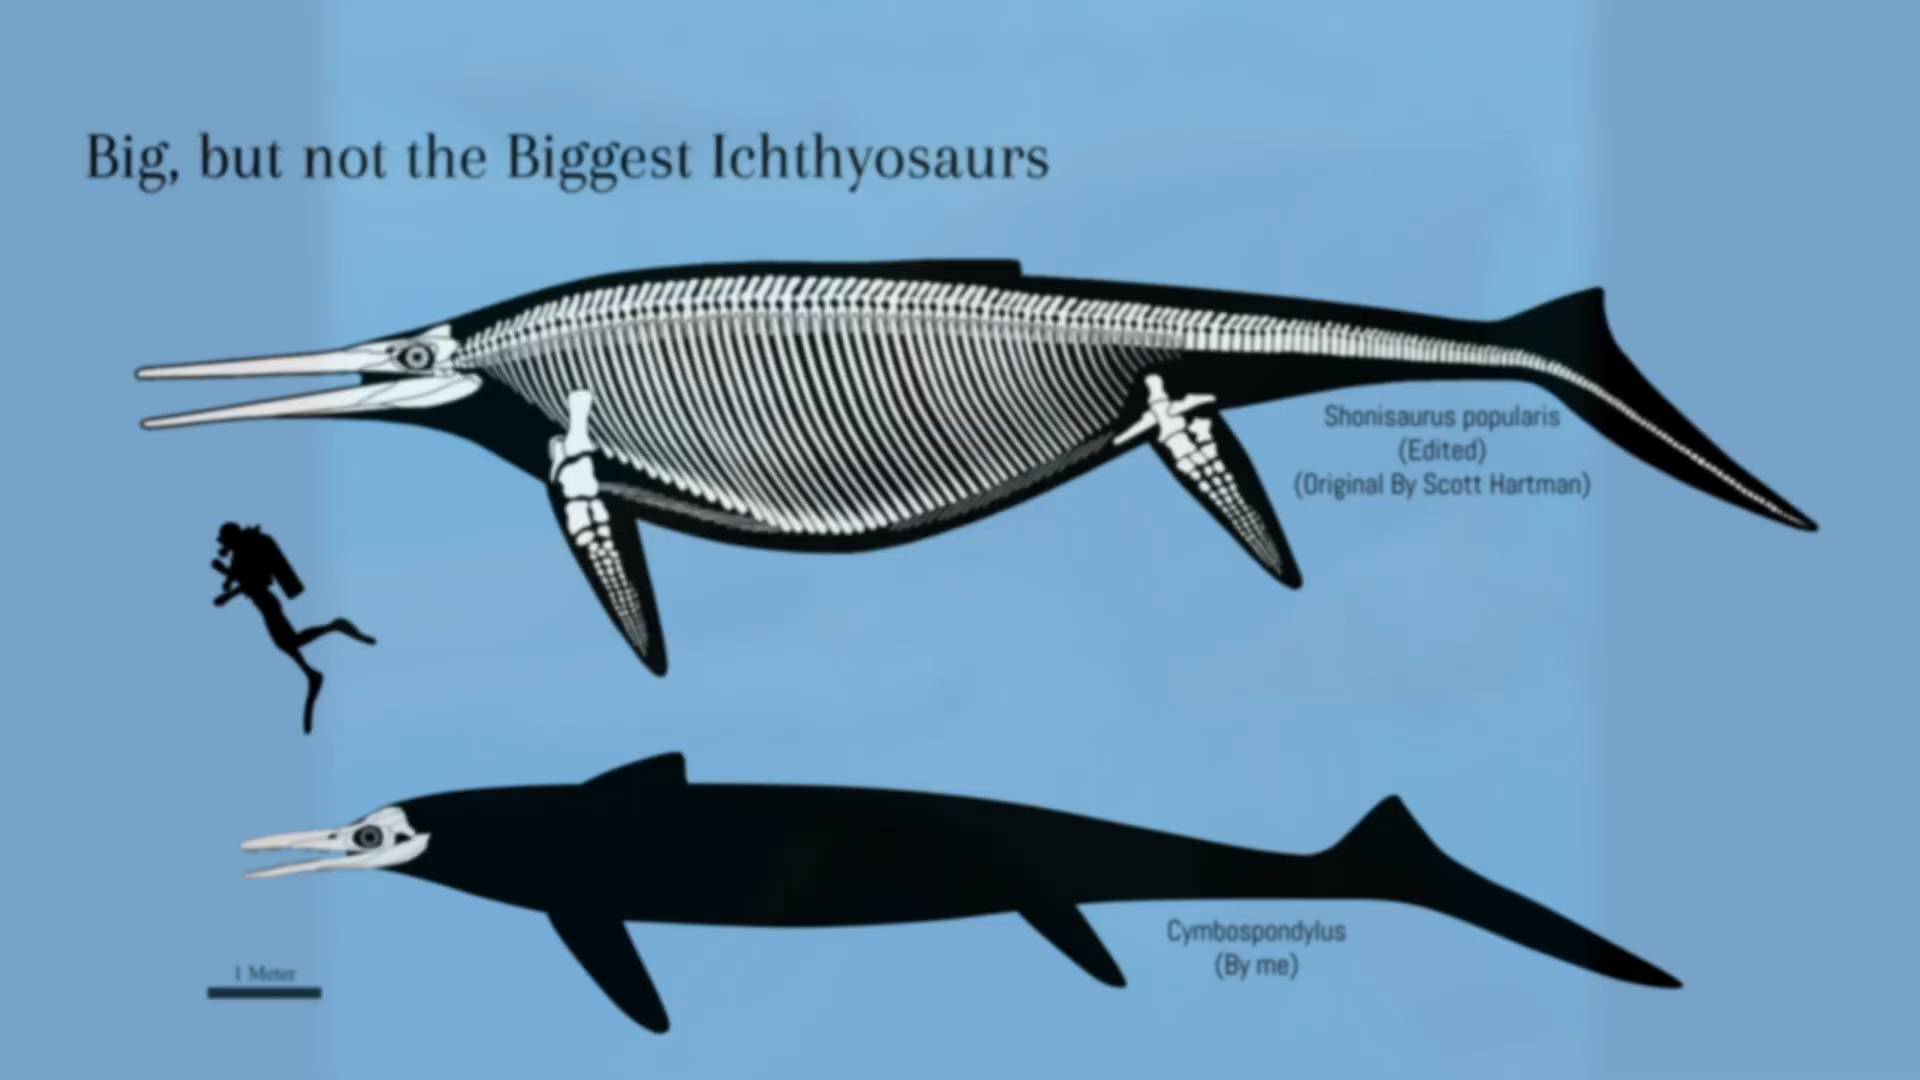 Big, but not the Biggest Ichthyosaurs
Shonisaurus popularis
(Edited)
(Original By Scott Hartman)
Cymbospondylus
(By me)
1 Meter